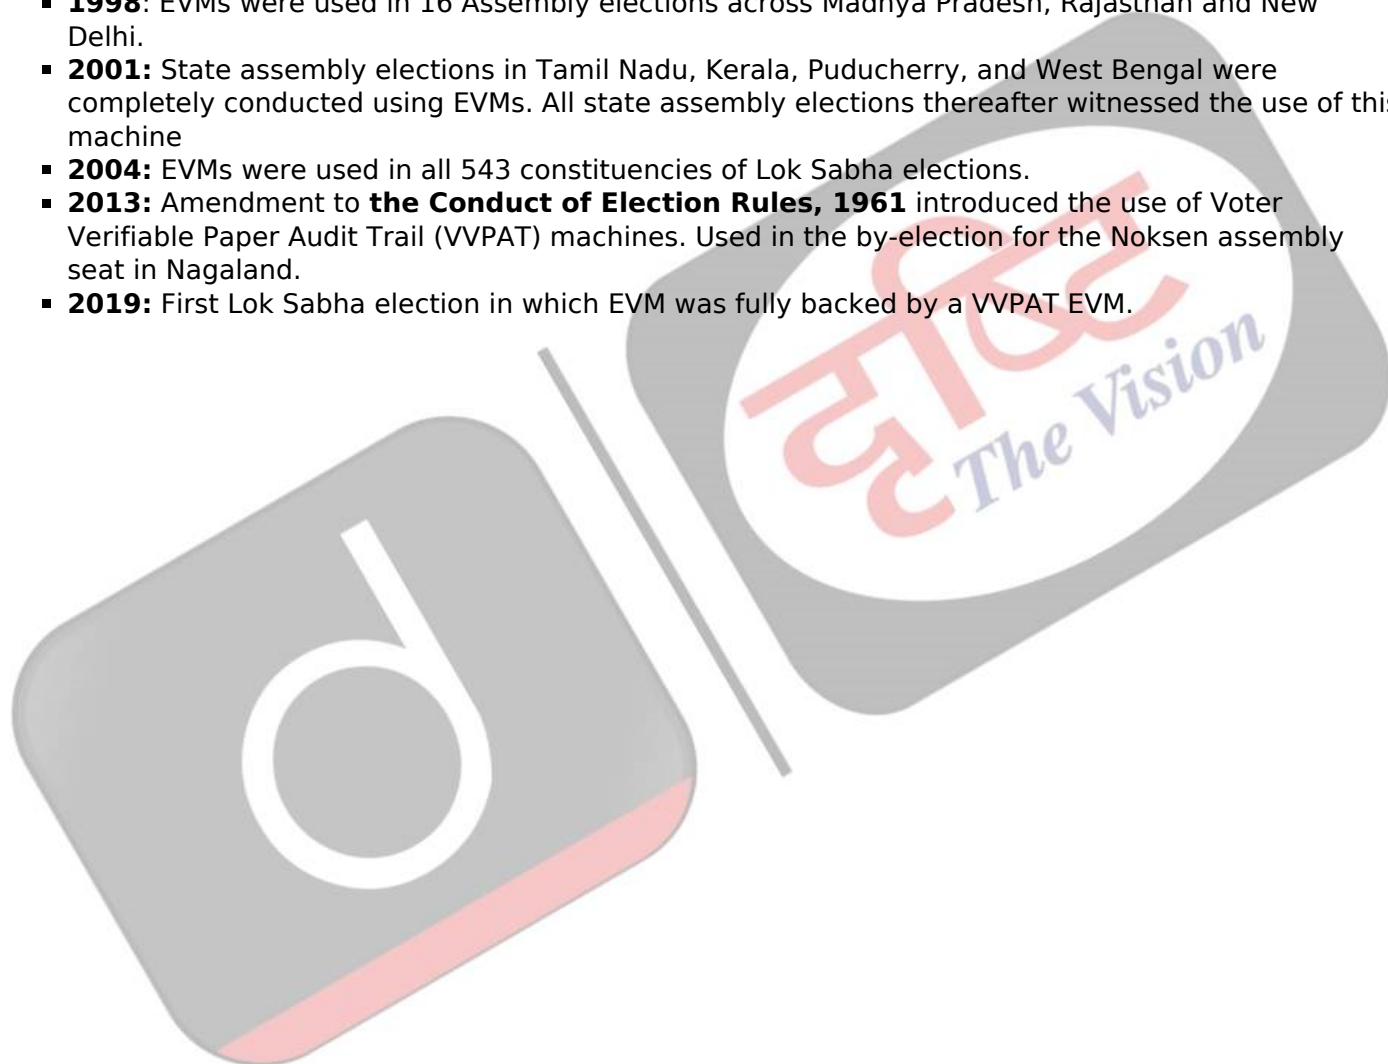 1998: EVMs were used in 16 Assembly elections across Madhya Pradesh, Rajasthan and New
Delhi.
2001: State assembly elections in Tamil Nadu, Kerala, Puducherry, and West Bengal were
completely conducted using EVMs. All state assembly elections thereafter witnessed the use of this
machine
2004: EVMs were used in all 543 constituencies of Lok Sabha elections.
2013: Amendment to the Conduct of Election Rules, 1961 introduced the use of Voter
Verifiable Paper Audit Trail (VVPAT) machines. Used in the by-election for the Noksen assembly
seat in Nagaland.
2019: First Lok Sabha election in which EVM was fully backed by a VVPAT EVM.
दृष्टि
The Vision
d